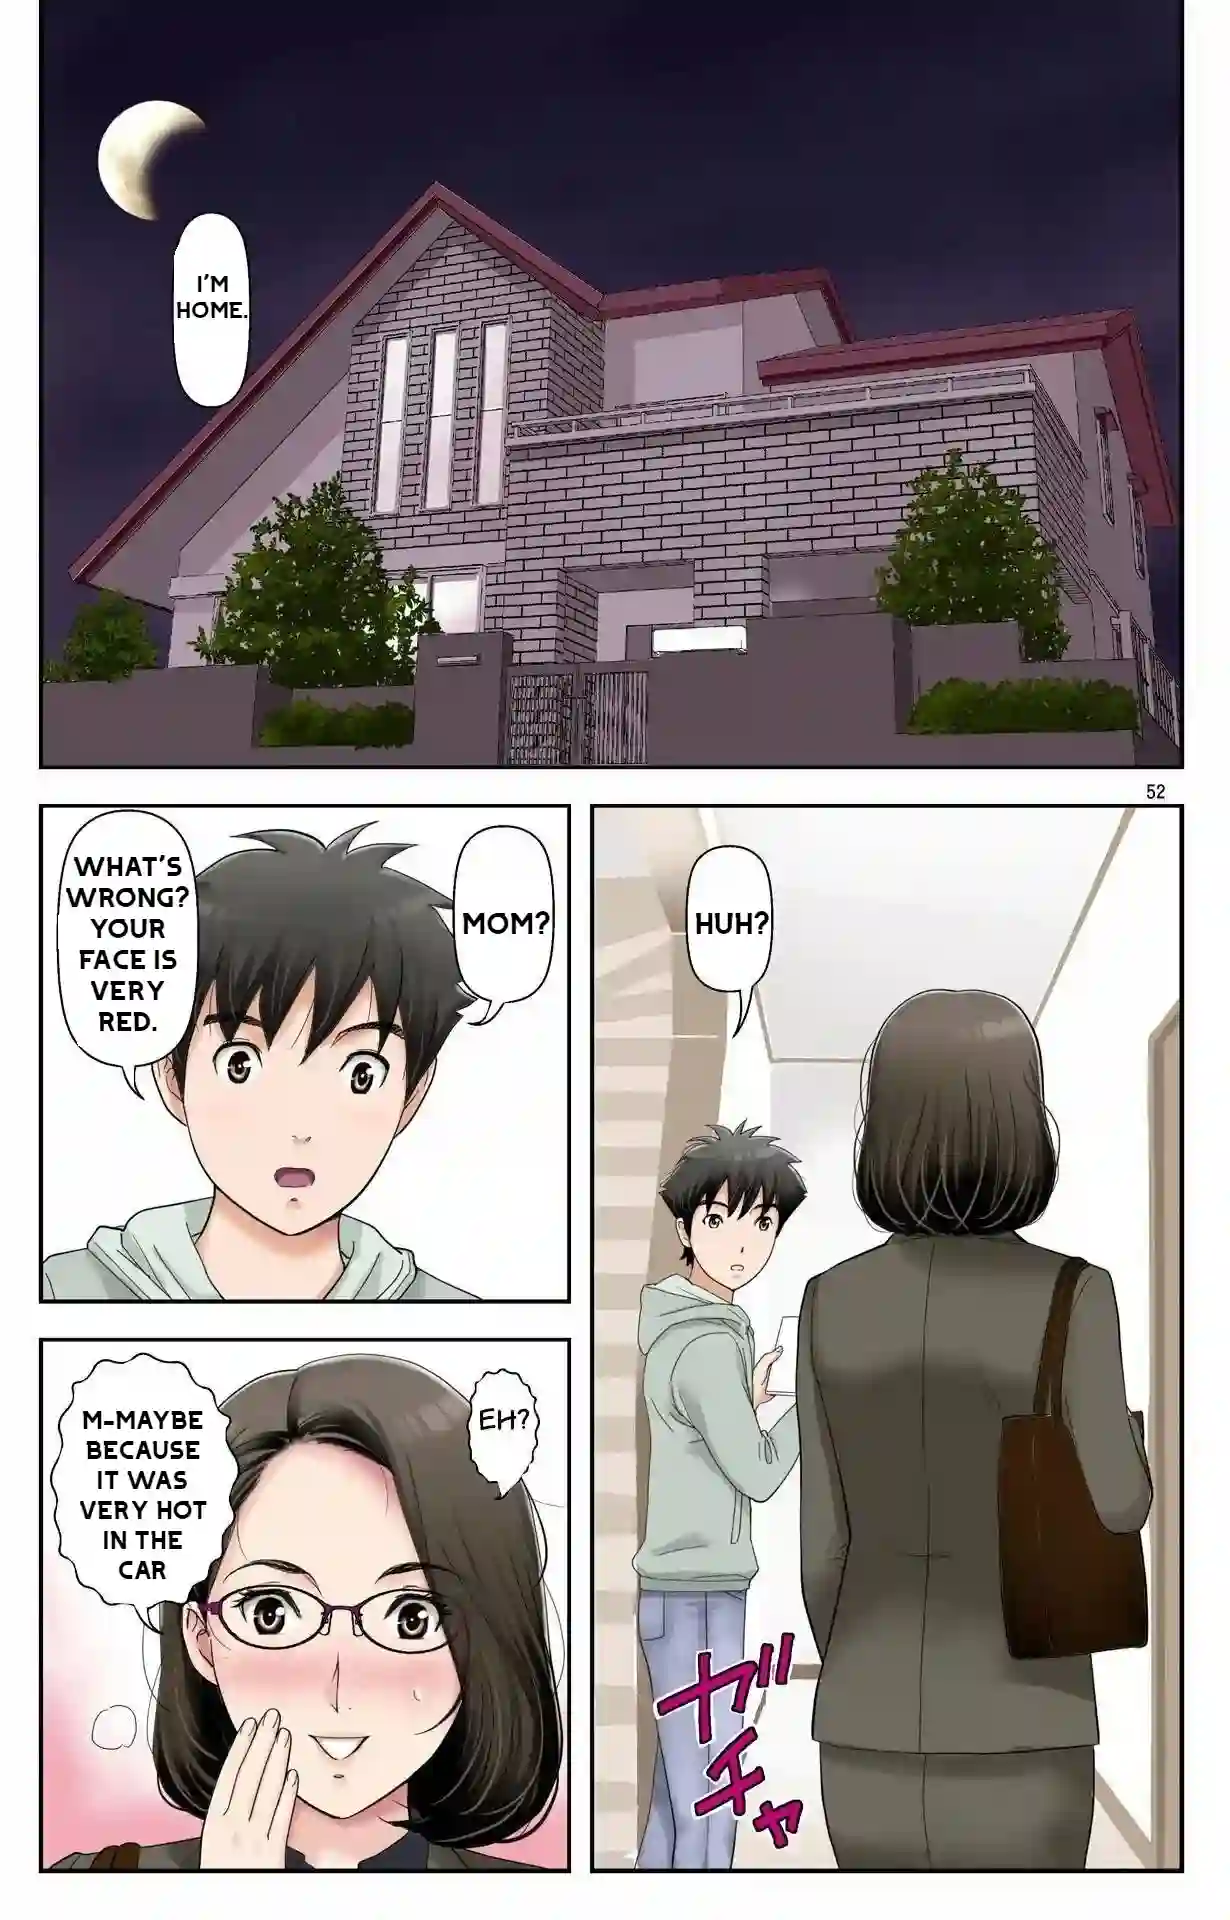 I'M
HOME.
52
HUH?
ガチャ
MOM?
WHAT'S
WRONG?
YOUR
FACE IS
VERY
RED.
EH?
M-MAYBE
BECAUSE
IT WAS
VERY HOT
IN THE
CAR